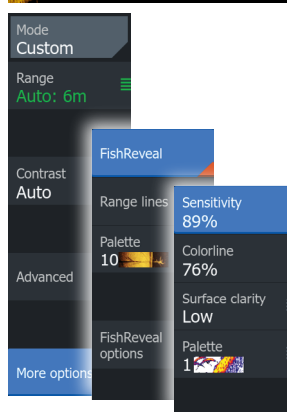 Mode
Custom
Range
Auto: 6m
Contrast
Auto
Advanced
More options
FishReveal
Range lines
Palette
10
FishReveal
options
Sensitivity
89%
Colorline
76%
Surface clarity
Low
Palette
1